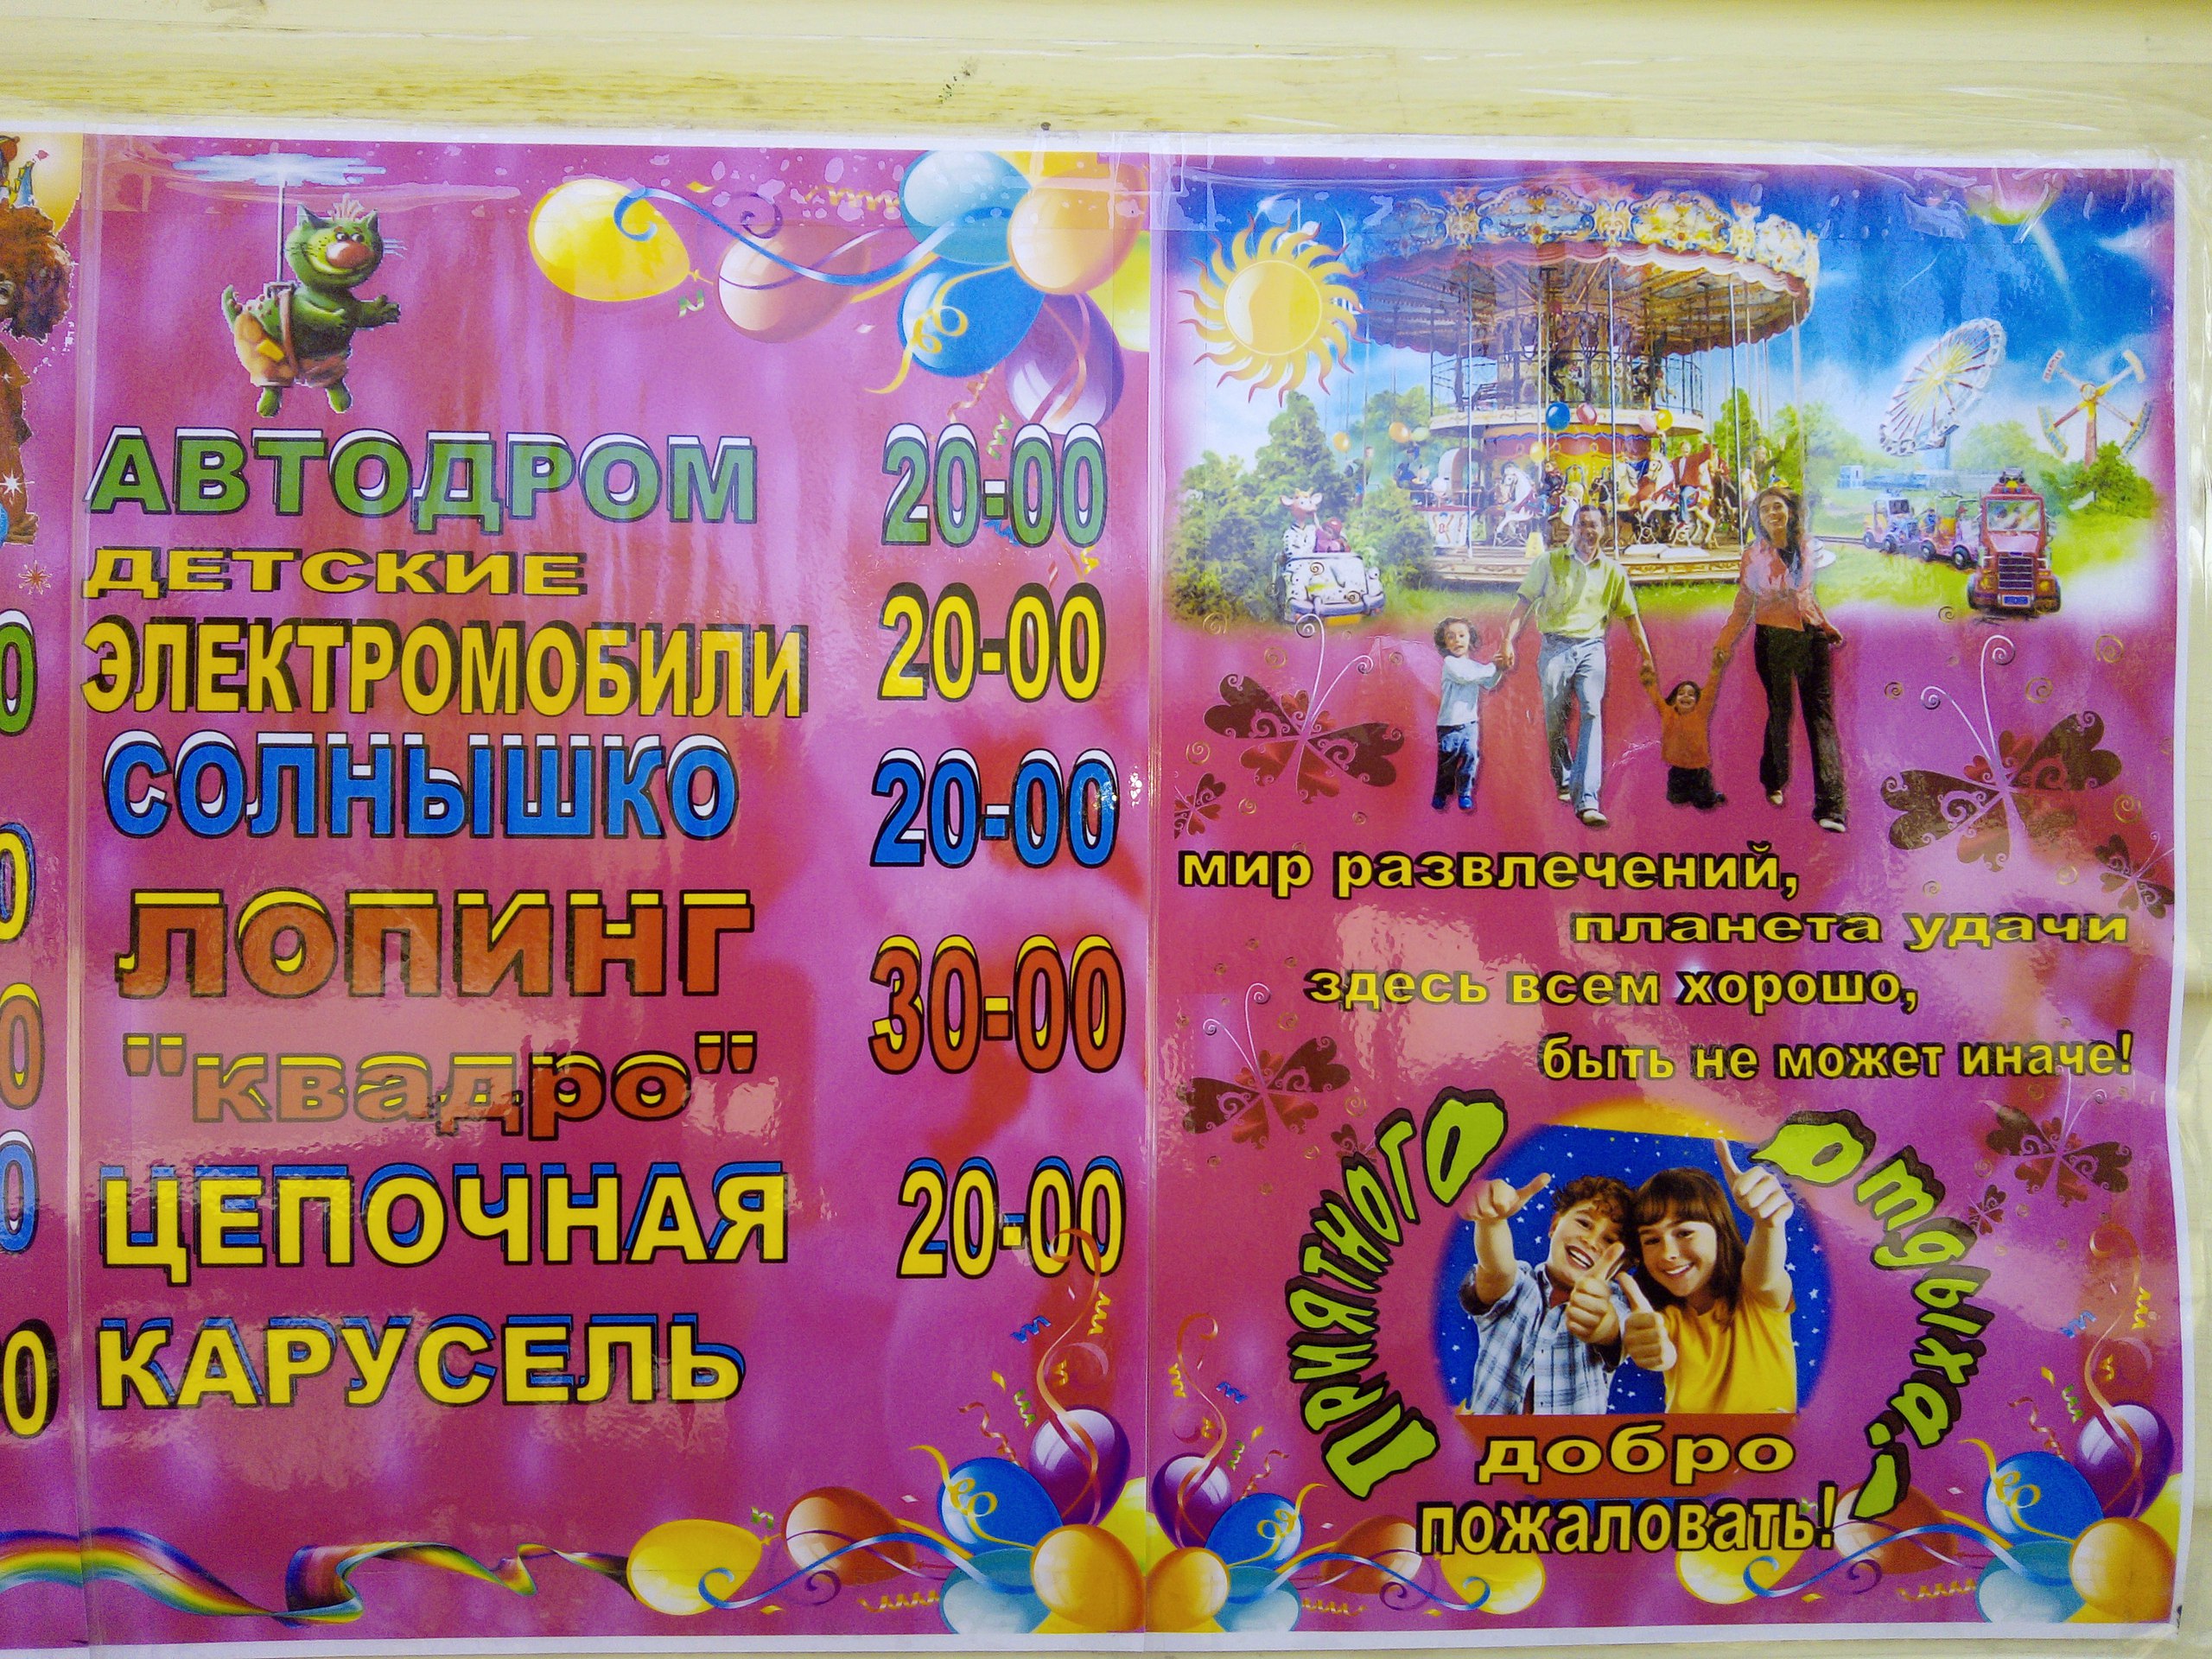 АВТОДРОМ 20-00
ДЕТСКИЕ
ЭЛЕКТРОМОБИЛИ 20-00
СОЛНЫШКО 20-00
ЛОПИНГ 30-00
"квадро"
ЦЕПОЧНАЯ 20-00
КАРУСЕЛЬ
мир развлечений,
планета удачи
здесь всем хорошо,
быть не может иначе!
приятного отдыха!
добро
пожаловать!